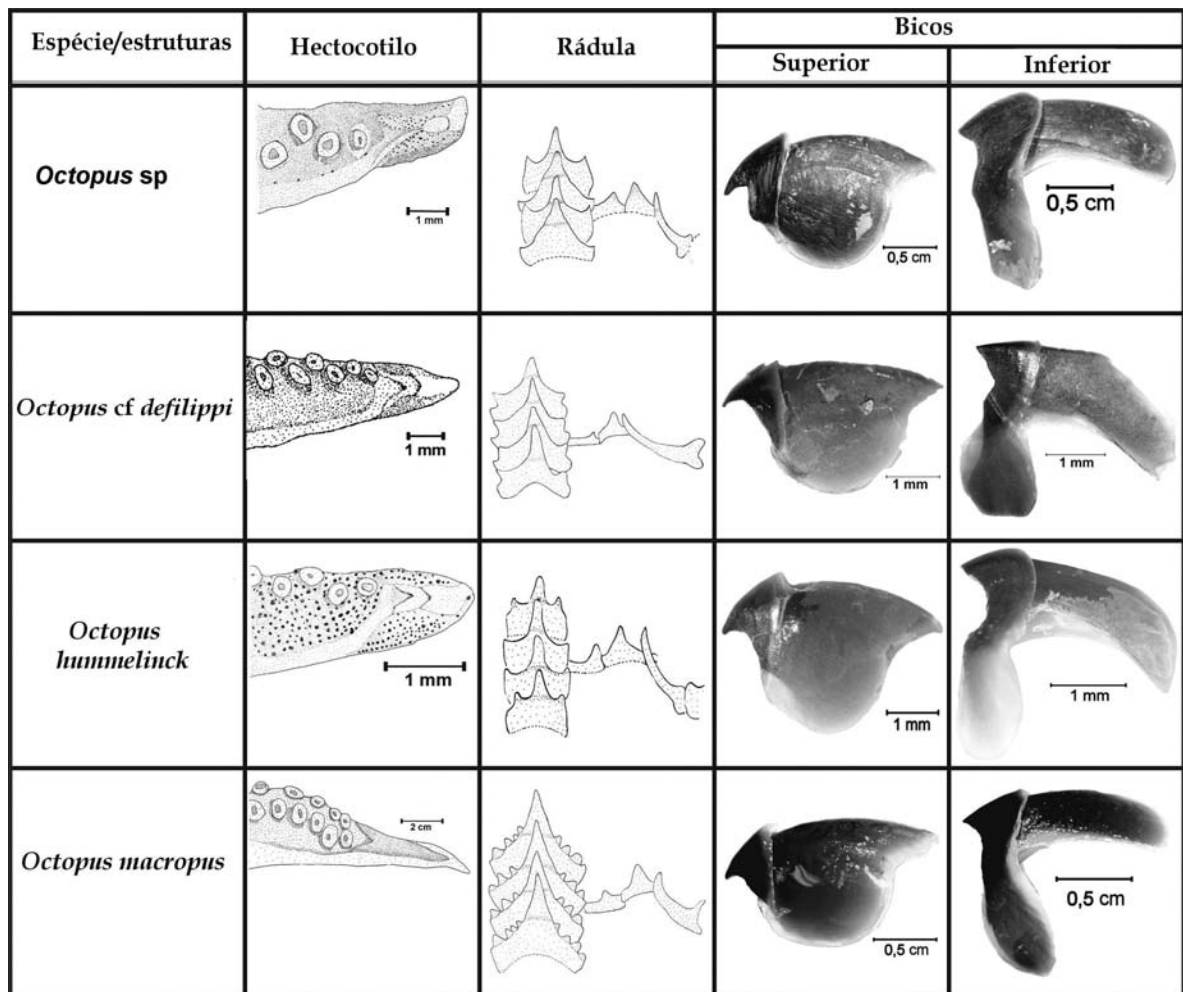 Espécie/estruturas
Hectocotilo
Rádula
Bicos
Superior
Inferior
Octopus sp
1 mm
0,5 cm
0,5 cm
Octopus cf defilippi
1 mm
1 mm
1 mm
Octopus
hummelinck
1 mm
1 mm
1 mm
Octopus macropus
2 cm
0,5 cm
0,5 cm